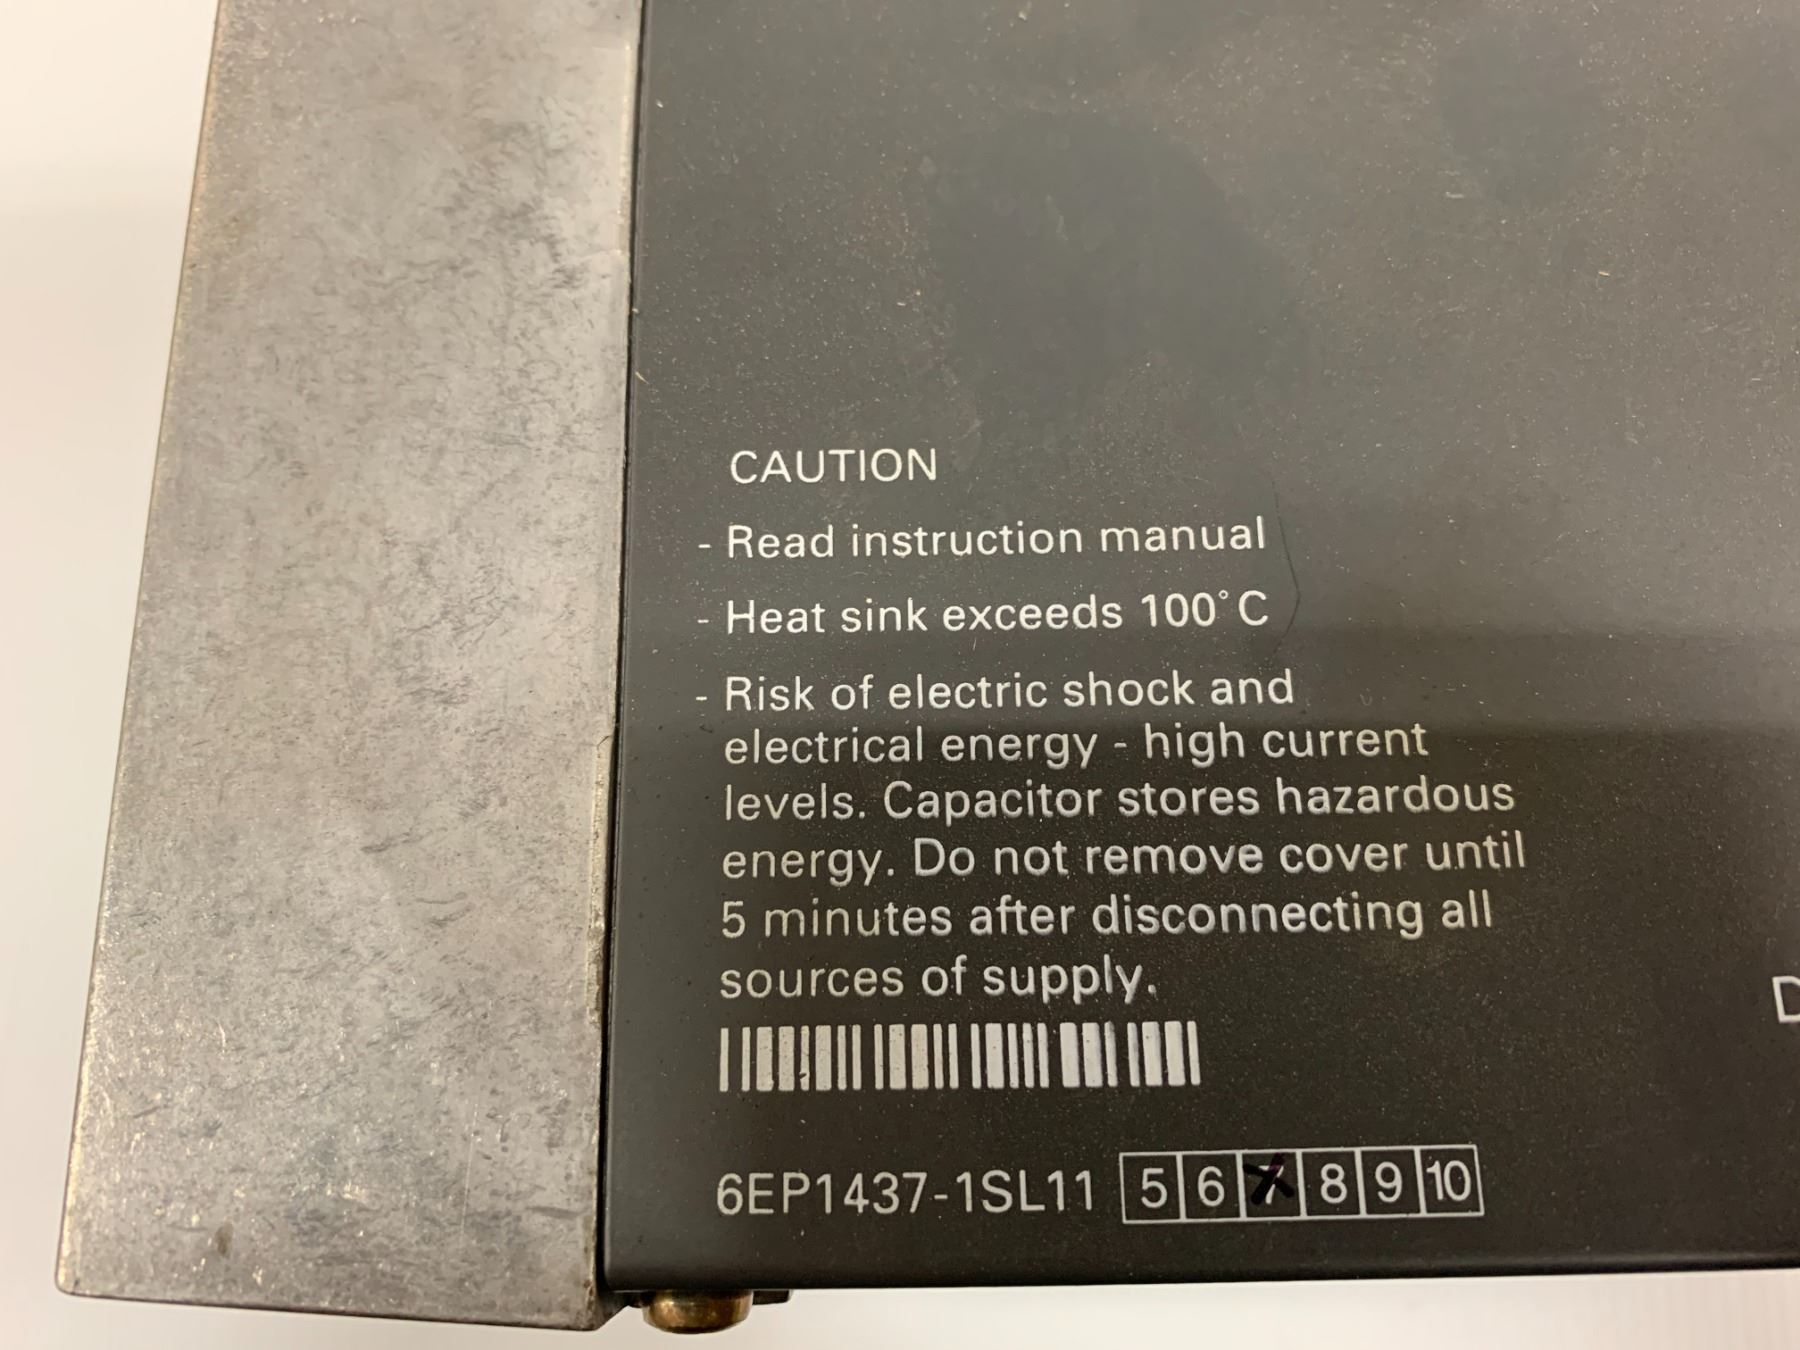 CAUTION
- Read instruction manual
- Heat sink exceeds 100°C
- Risk of electric shock and
electrical energy - high current
levels. Capacitor stores hazardous
energy. Do not remove cover until
5 minutes after disconnecting all
sources of supply.
D
6EP1437-1SL11 5 6 7 8 9 10